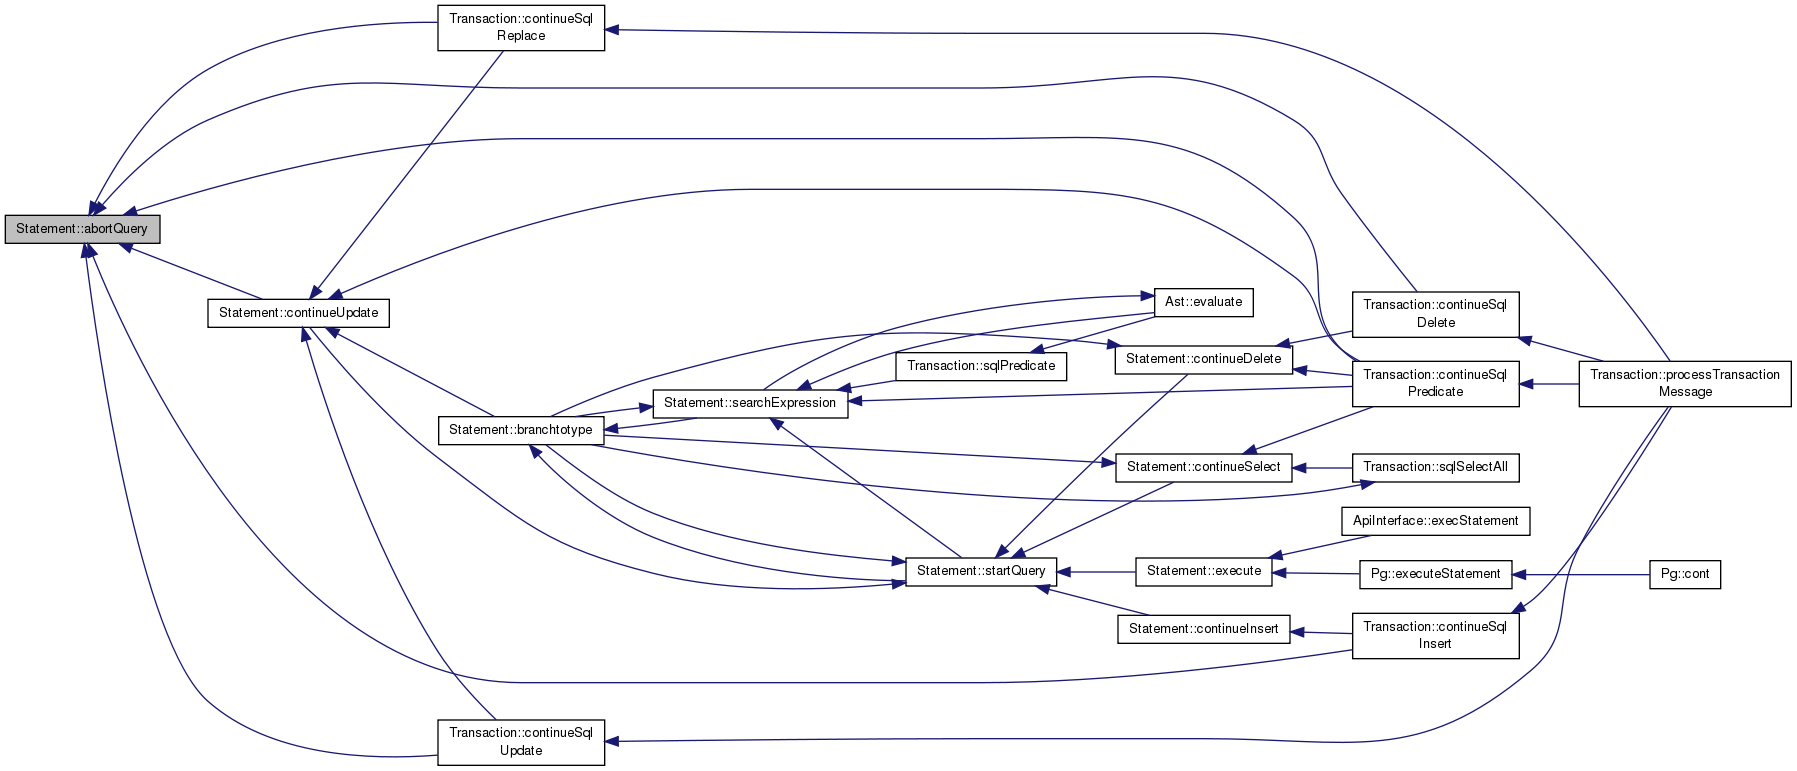 Transaction::continueSql
Replace
Statement::abortQuery
Statement::continueUpdate
Ast::evaluate
Transaction::continueSql
Delete
Transaction::sqlPredicate
Statement::continueDelete
Transaction::continueSql
Predicate
Transaction::processTransaction
Message
Statement::searchExpression
Statement::branchtotype
Statement::continueSelect
Transaction::sqlSelectAll
ApiInterface::execStatement
Statement::startQuery
Statement::execute
Pg::executeStatement
Pg::cont
Statement::continueInsert
Transaction::continueSql
Insert
Transaction::continueSql
Update